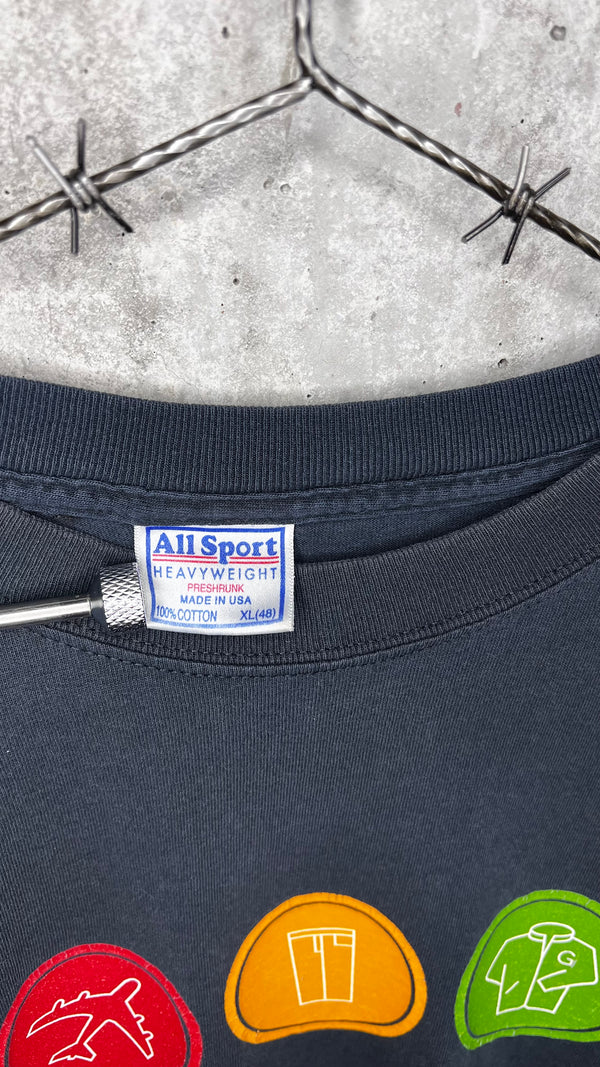 All Sport
HEAVYWEIGHT
PRESHRUNK
MADE IN USA
100% COTTON XL(48)
G